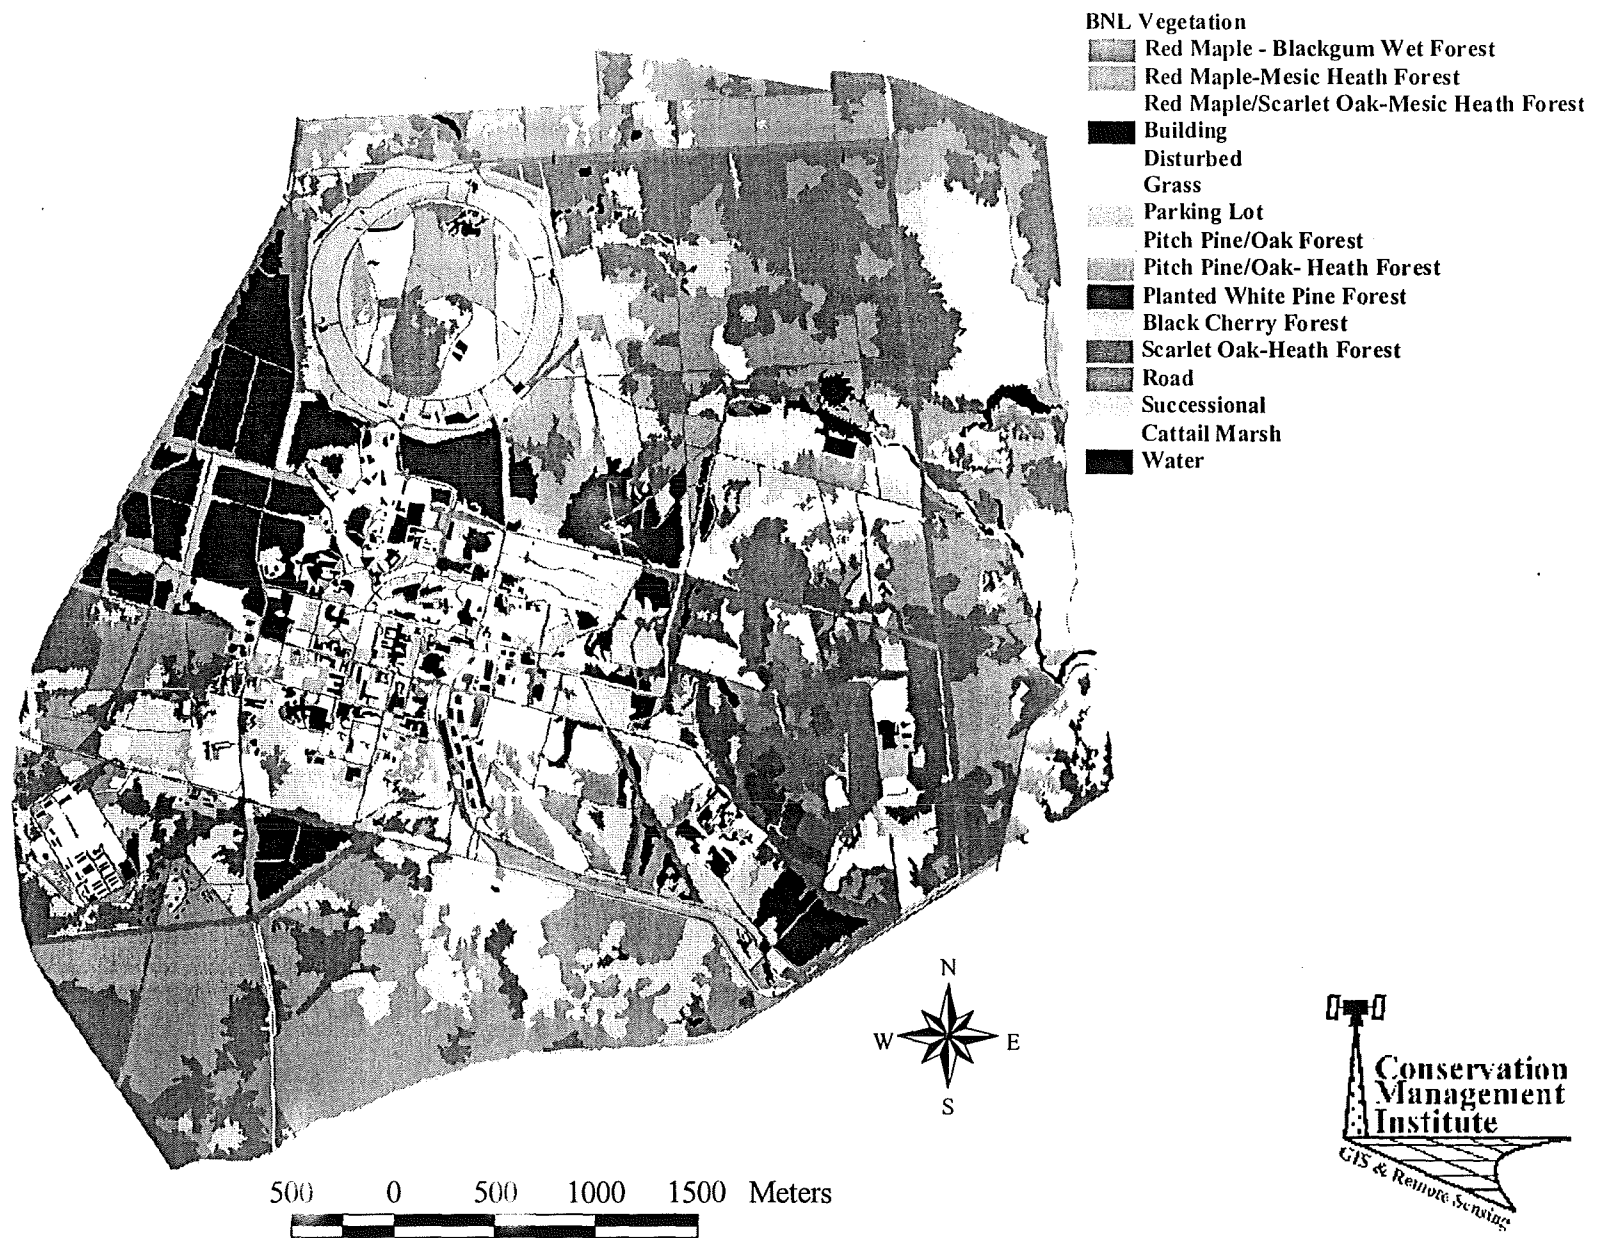 BNL Vegetation
Red Maple - Blackgum Wet Forest
Red Maple-Mesic Heath Forest
Red Maple/Scarlet Oak-Mesic Heath Forest
Building
Disturbed
Grass
Parking Lot
Pitch Pine/Oak Forest
Pitch Pine/Oak- Heath Forest
Planted White Pine Forest
Black Cherry Forest
Scarlet Oak-Heath Forest
Road
Successional
Cattail Marsh
Water
N
W E
S
Conservation
Management
Institute
GIS & Remote Sensing
500 0 500 1000 1500 Meters